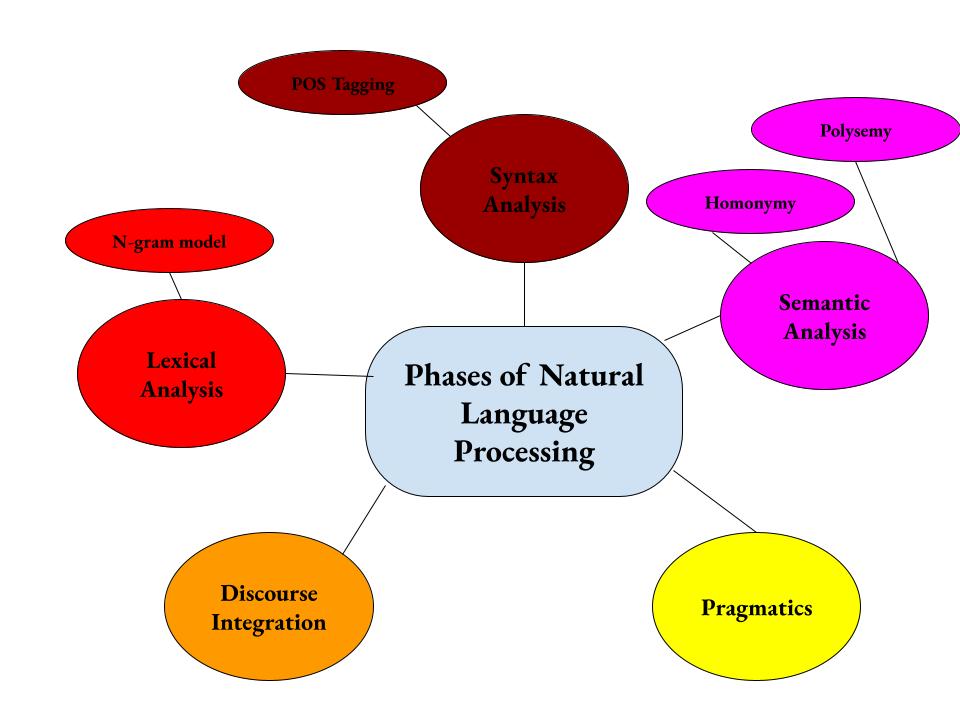 POS Tagging
Polysemy
Syntax
Analysis
Homonymy
N-gram model
Semantic
Analysis
Lexical
Analysis
Phases of Natural
Language
Processing
Discourse
Integration
Pragmatics